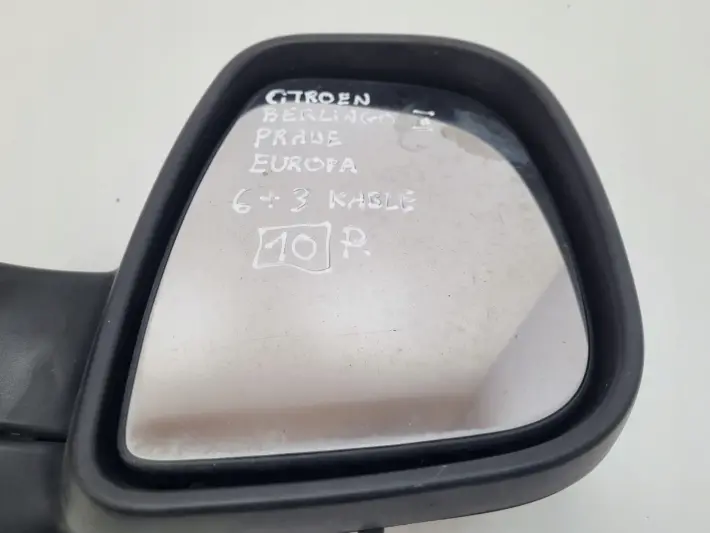 CITROEN
BERLINGO II
PRAWE
EUROPA
6+3 KABLE
10 P.